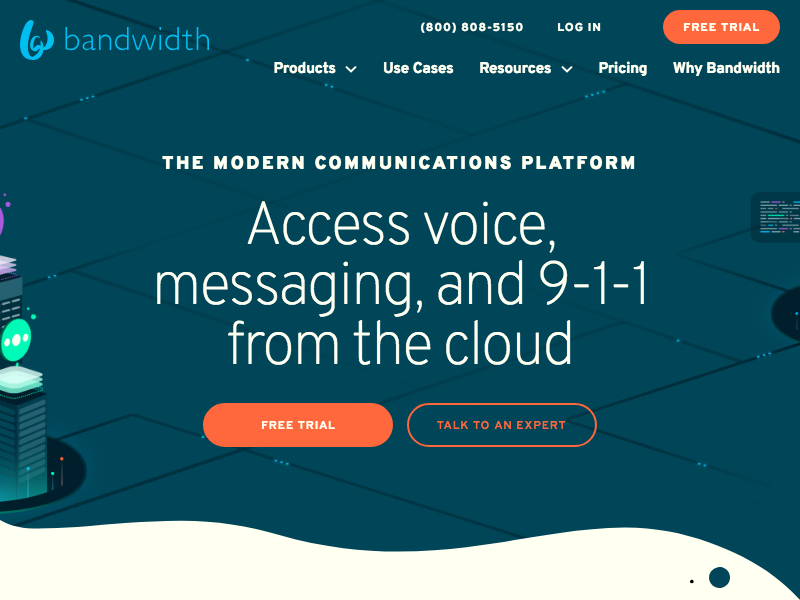 bandwidth
(800) 808-5150
LOG IN
FREE TRIAL
Products
Use Cases
Resources
Pricing
Why Bandwidth
THE MODERN COMMUNICATIONS PLATFORM
Access voice,
messaging, and 9-1-1
from the cloud
FREE TRIAL
TALK TO AN EXPERT